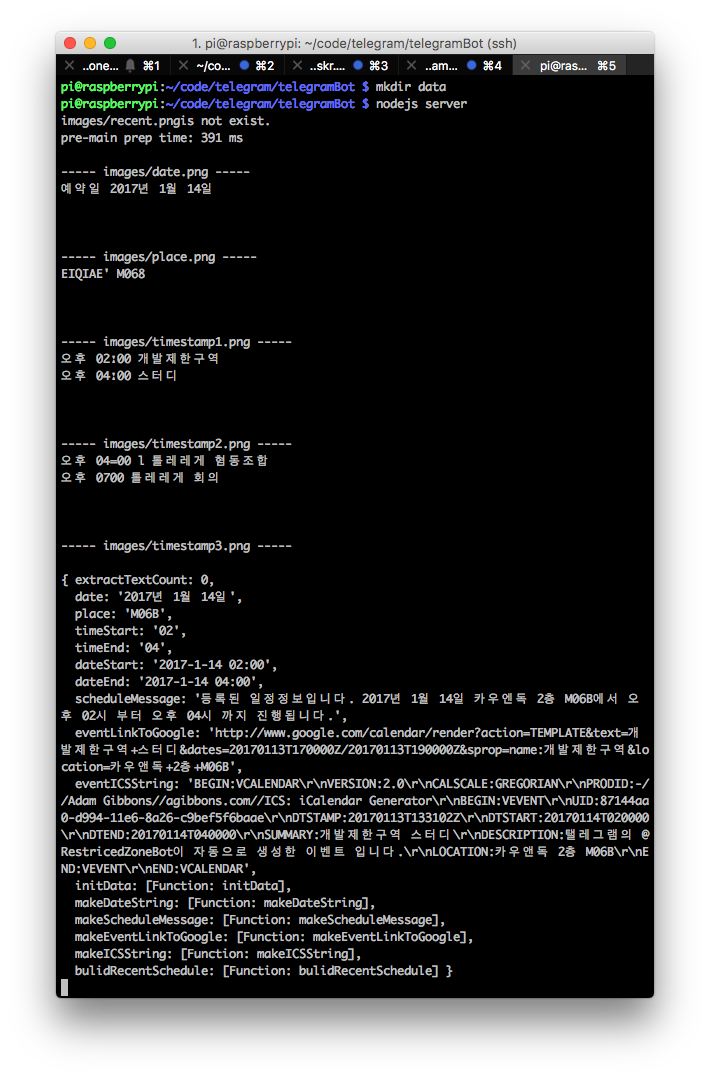 1. pi@raspberrypi: ~/code/telegram/telegramBot (ssh)
..one... ⌘1 ~/co... ⌘2 ..skr.... ⌘3 ..am... ⌘4 pi@ras... ⌘5
pi@raspberrypi:~/code/telegram/telegramBot $ mkdir data
pi@raspberrypi:~/code/telegram/telegramBot $ nodejs server
images/recent.pngis not exist.
pre-main prep time: 391 ms
----- images/date.png -----
예약일 2017년 1월 14일
----- images/place.png -----
EIQIAE' M068
----- images/timestamp1.png -----
오후 02:00 개발제한구역
오후 04:00 스터디
----- images/timestamp2.png -----
오후 04=00 l 톨레레게 협동조합
오후 0700 톨레레게 회의
----- images/timestamp3.png -----
{ extractTextCount: 0,
date: '2017년 1월 14일',
place: 'M06B',
timeStart: '02',
timeEnd: '04',
dateStart: '2017-1-14 02:00',
dateEnd: '2017-1-14 04:00',
scheduleMessage: '등록된 일정정보입니다. 2017년 1월 14일 카우엔독 2층 M06B에서 오
후 02시 부터 오후 04시 까지 진행됩니다.',
eventLinkToGoogle: 'http://www.google.com/calendar/render?action=TEMPLATE&text=개
발제한구역+스터디&dates=20170113T170000Z/20170113T190000Z&sprop=name:개발제한구역&lo
cation=카우앤독+2층+M06B',
eventICSString: 'BEGIN:VCALENDAR\r\nVERSION:2.0\r\nCALSCALE:GREGORIAN\r\nPRODID:-/
/Adam Gibbons//agibbons.com//ICS: iCalendar Generator\r\nBEGIN:VEVENT\r\nUID:87144aa
0-d994-11e6-8a26-c9bef5f6baae\r\nDTSTAMP:20170113T133102Z\r\nDTSTART:20170114T020000
\r\nDTEND:20170114T040000\r\nSUMMARY:개발제한구역 스터디\r\nDESCRIPTION:탤레그램의 @
RestricedZoneBot이 자동으로 생성한 이벤트 입니다.\r\nLOCATION:카우앤독 2층 M06B\r\nE
ND:VEVENT\r\nEND:VCALENDAR',
initData: [Function: initData],
makeDateString: [Function: makeDateString],
makeScheduleMessage: [Function: makeScheduleMessage],
makeEventLinkToGoogle: [Function: makeEventLinkToGoogle],
makeICSString: [Function: makeICSString],
bulidRecentSchedule: [Function: bulidRecentSchedule] }